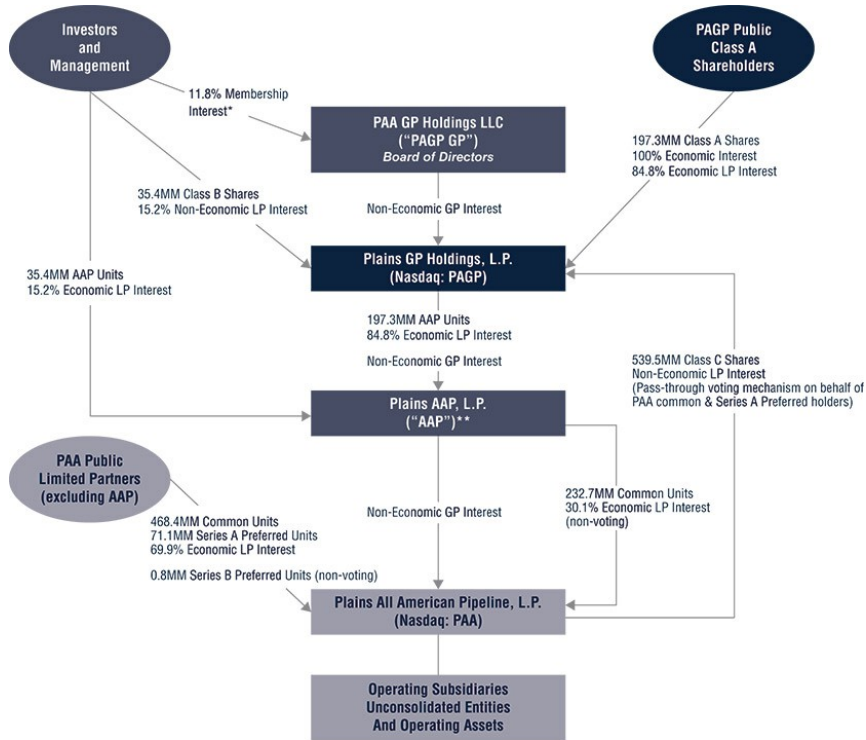 Investors
and
Management
PAGP Public
Class A
Shareholders
11.8% Membership
Interest*
PAA GP Holdings LLC
("PAGP GP")
Board of Directors
197.3MM Class A Shares
100% Economic Interest
84.8% Economic LP Interest
35.4MM Class B Shares
15.2% Non-Economic LP Interest
Non-Economic GP Interest
Plains GP Holdings, L.P.
(Nasdaq: PAGP)
35.4MM AAP Units
15.2% Economic LP Interest
197.3MM AAP Units
84.8% Economic LP Interest
Non-Economic GP Interest
539.5MM Class C Shares
Non-Economic LP Interest
(Pass-through voting mechanism on behalf of
PAA common & Series A Preferred holders)
Plains AAP, L.P.
("AAP")**
PAA Public
Limited Partners
(excluding AAP)
232.7MM Common Units
30.1% Economic LP Interest
(non-voting)
468.4MM Common Units
71.1MM Series A Preferred Units
69.9% Economic LP Interest
Non-Economic GP Interest
0.8MM Series B Preferred Units (non-voting)
Plains All American Pipeline, L.P.
(Nasdaq: PAA)
Operating Subsidiaries
Unconsolidated Entities
And Operating Assets